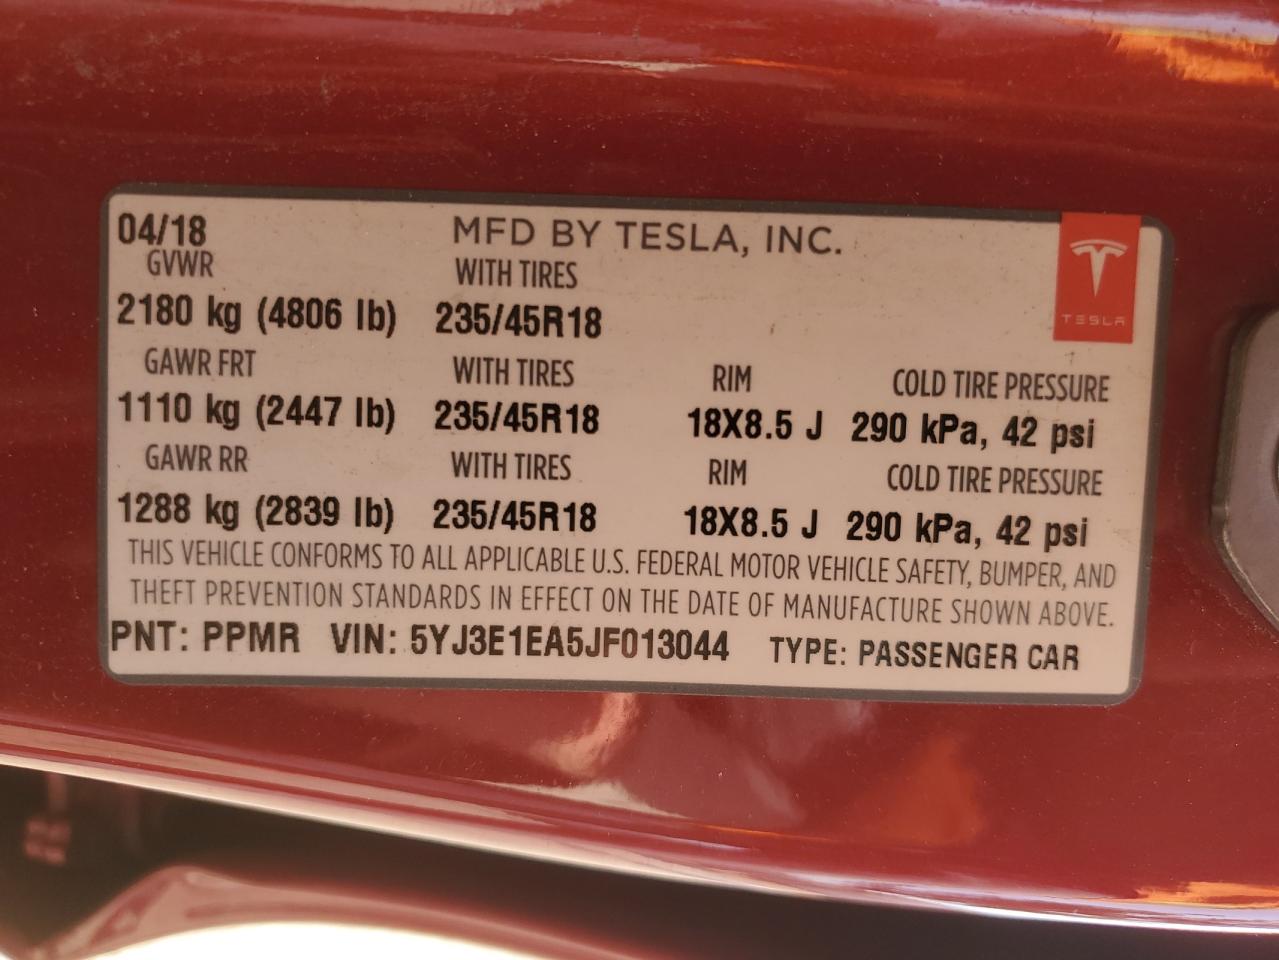 04/18 MFD BY TESLA, INC.
GVWR WITH TIRES
2180 kg (4806 lb) 235/45R18
TESLA
GAWR FRT WITH TIRES RIM COLD TIRE PRESSURE
1110 kg (2447 lb) 235/45R18 18X8.5 J 290 kPa, 42 psi
GAWR RR WITH TIRES RIM COLD TIRE PRESSURE
1288 kg (2839 lb) 235/45R18 18X8.5 J 290 kPa, 42 psi
THIS VEHICLE CONFORMS TO ALL APPLICABLE U.S. FEDERAL MOTOR VEHICLE SAFETY, BUMPER, AND
THEFT PREVENTION STANDARDS IN EFFECT ON THE DATE OF MANUFACTURE SHOWN ABOVE.
PNT: PPMR VIN: 5YJ3E1EA5JF013044 TYPE: PASSENGER CAR